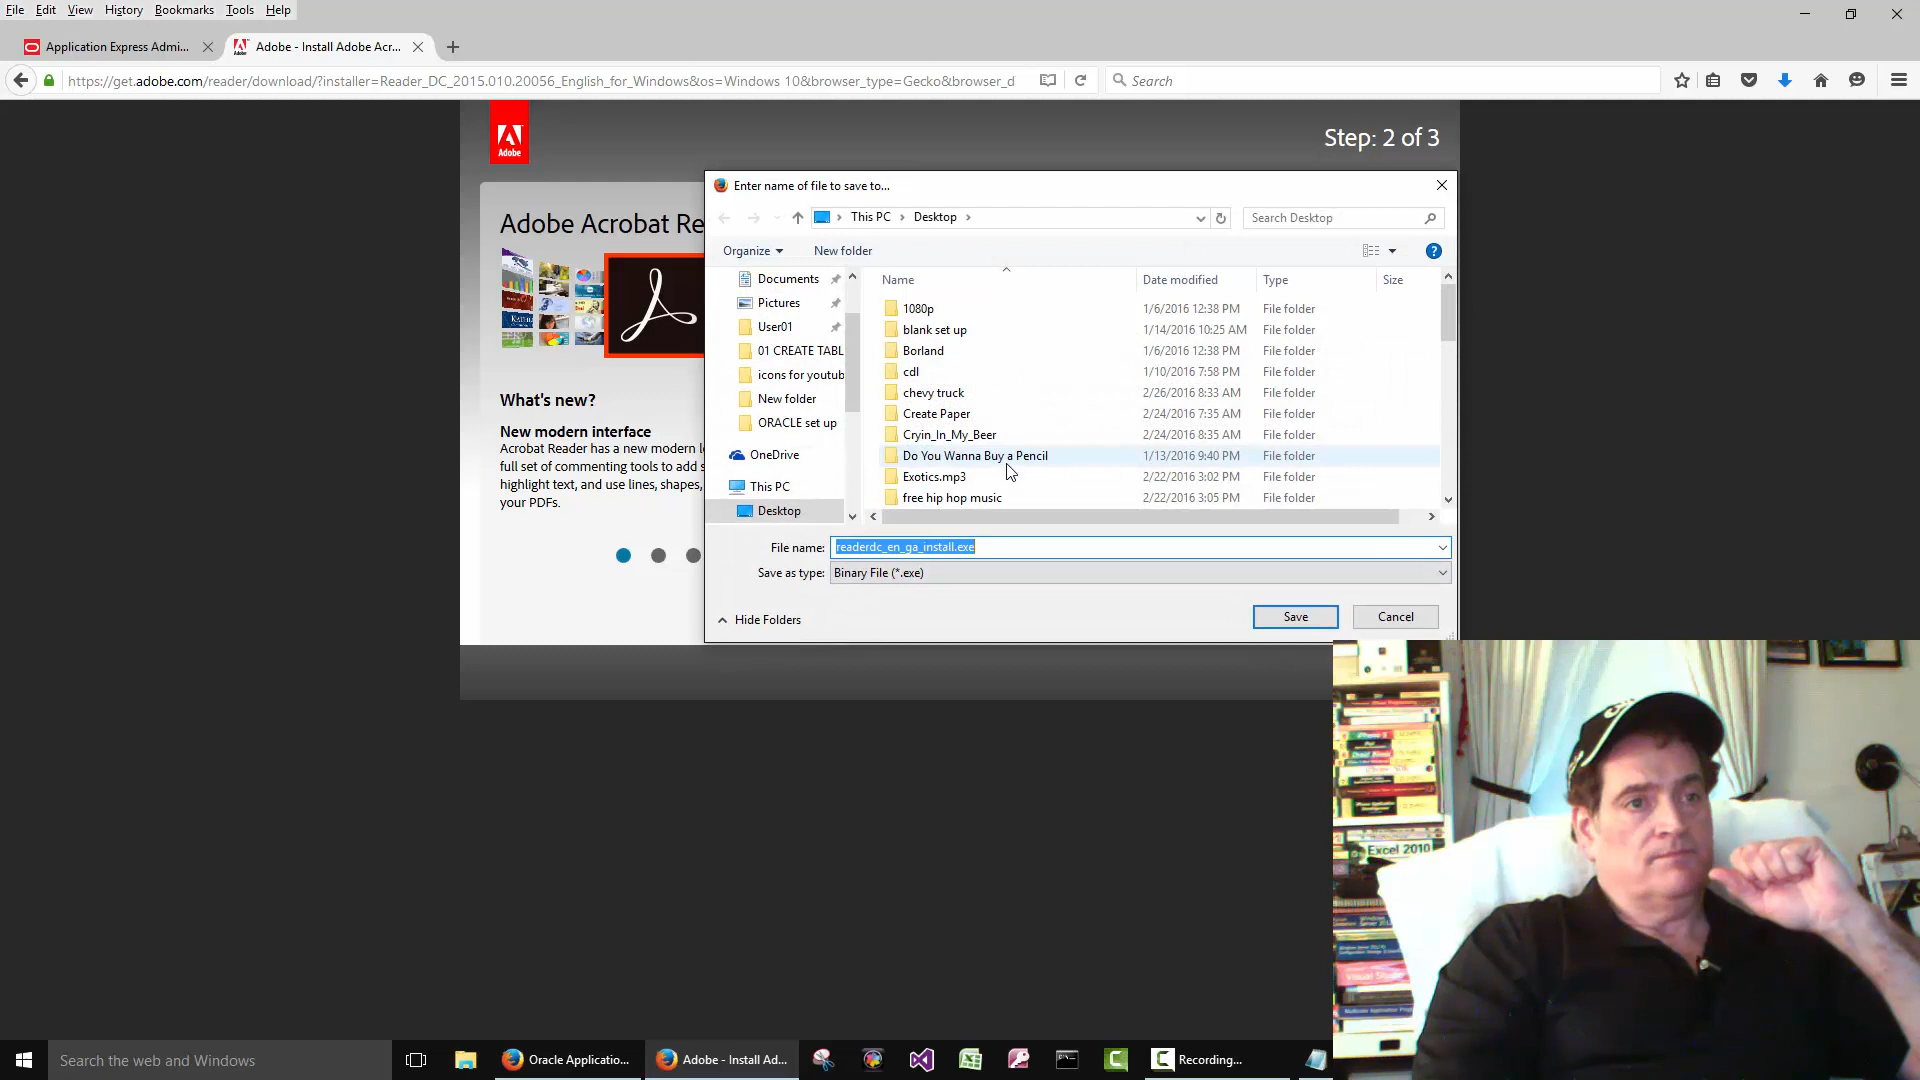 File Edit View History Bookmarks Tools Help
Application Express Admi...
Adobe - Install Adobe Acr...
https://get.adobe.com/reader/download/?installer=Reader_DC_2015.010.20056_English_for_Windows&os=Windows 10&browser_type=Gecko&browser_d
Search
Adobe
Step: 2 of 3
Adobe Acrobat Re
What's new?
New modern interface
Acrobat Reader has a new modern lo
full set of commenting tools to add s
highlight text, and use lines, shapes,
your PDFs.
Enter name of file to save to...
This PC > Desktop >
Search Desktop
Organize
New folder
Documents
Pictures
User01
01 CREATE TABL
icons for youtub
New folder
ORACLE set up
OneDrive
This PC
Desktop
Name Date modified Type Size
1080p 1/6/2016 12:38 PM File folder
blank set up 1/14/2016 10:25 AM File folder
Borland 1/6/2016 12:38 PM File folder
cdl 1/10/2016 7:58 PM File folder
chevy truck 2/26/2016 8:33 AM File folder
Create Paper 2/24/2016 7:35 AM File folder
Cryin_In_My_Beer 2/24/2016 8:35 AM File folder
Do You Wanna Buy a Pencil 1/13/2016 9:40 PM File folder
Exotics.mp3 2/22/2016 3:02 PM File folder
free hip hop music 2/22/2016 3:05 PM File folder
File name: readerdc_en_ga_install.exe
Save as type: Binary File (*.exe)
Hide Folders
Save
Cancel
Excel 2010
Search the web and Windows
Oracle Applicatio...
Adobe - Install Ad...
Recording...